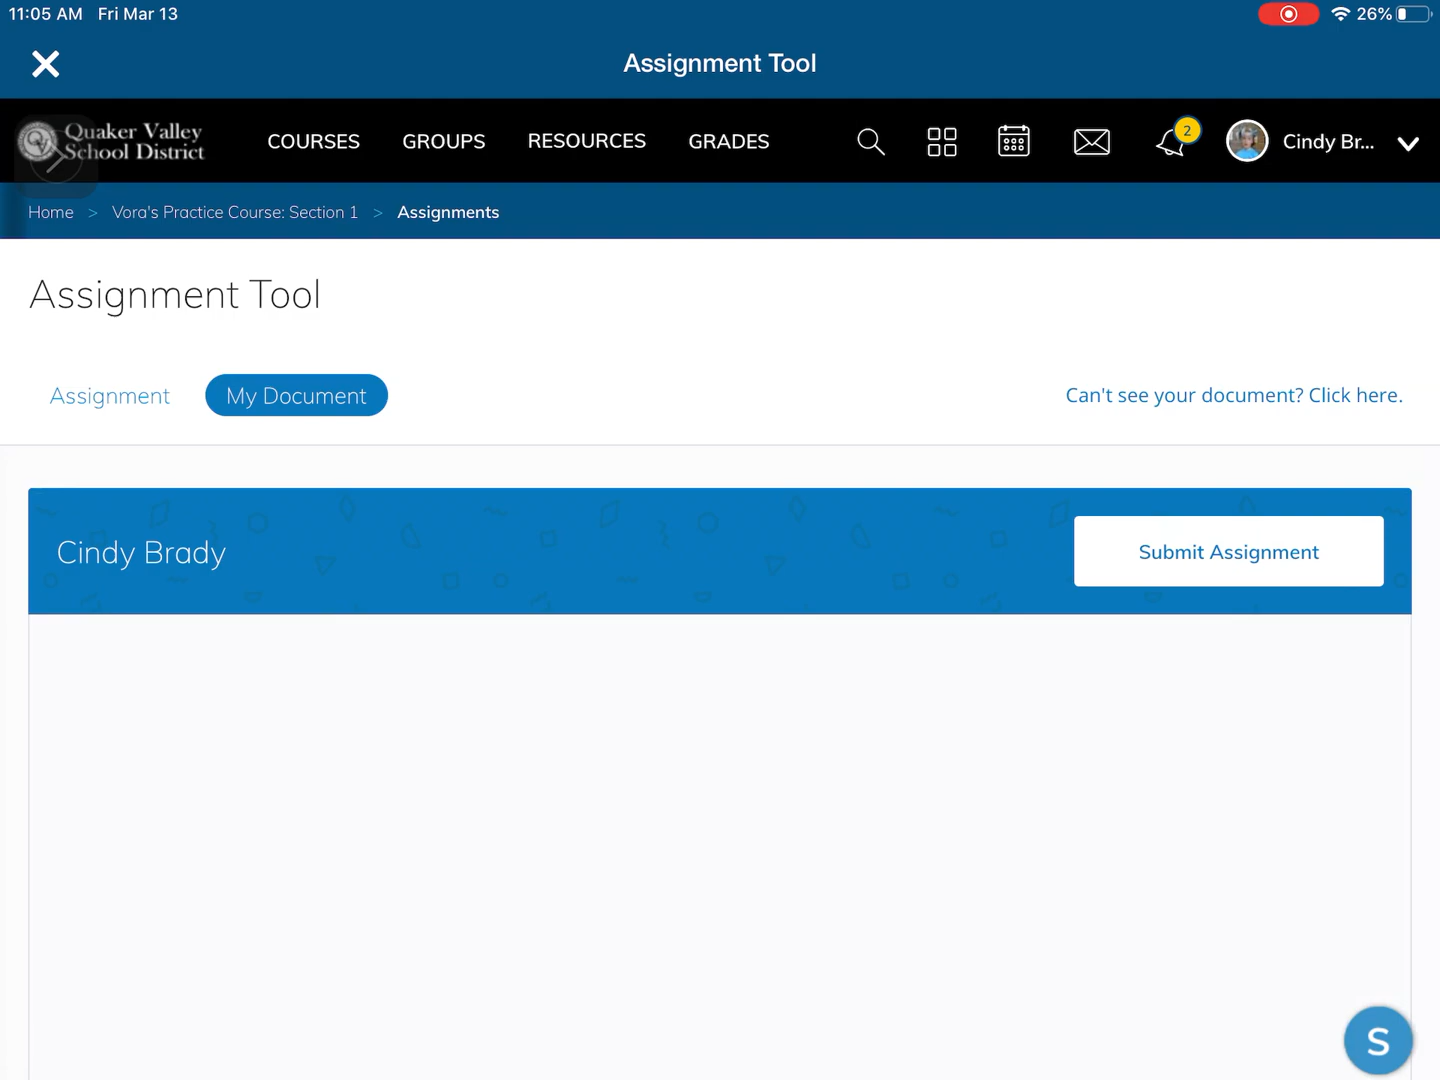 11:05 AM Fri Mar 13
26%
Assignment Tool
Quaker Valley
School District
COURSES GROUPS RESOURCES GRADES
2
Cindy Br...
Home > Vora's Practice Course: Section 1 > Assignments
Assignment Tool
Assignment My Document Can't see your document? Click here.
Cindy Brady Submit Assignment
S